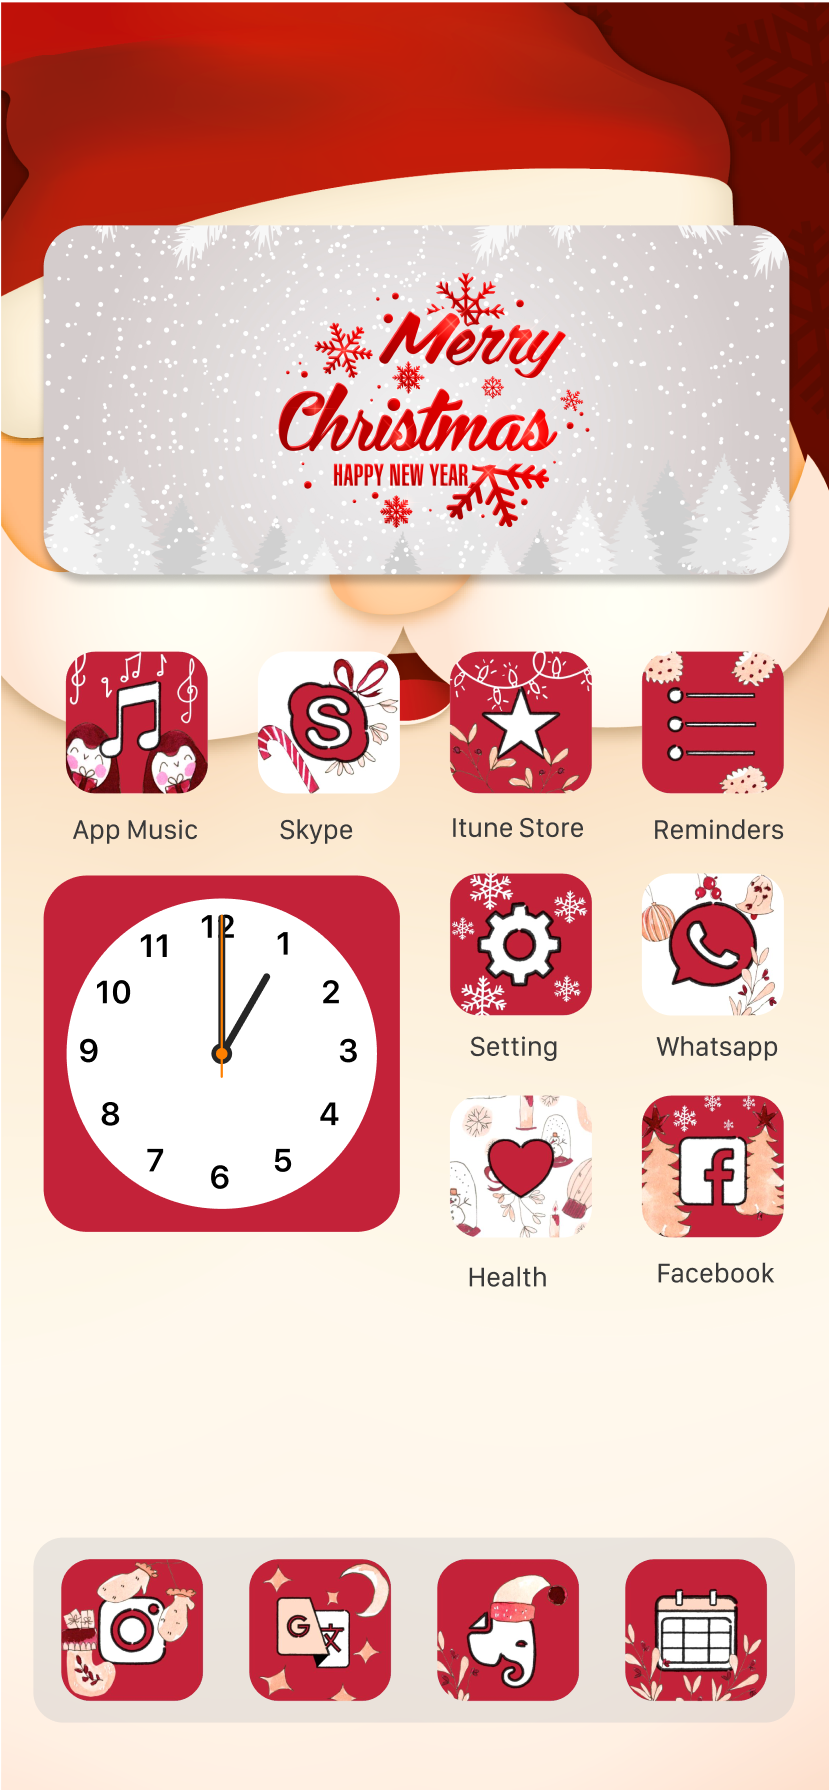 Merry
Christmas
HAPPY NEW YEAR
S
App Music
Skype
Itune Store
Reminders
12
1
2
3
4
5
6
7
8
9
10
11
Setting
Whatsapp
f
Health
Facebook
G 文